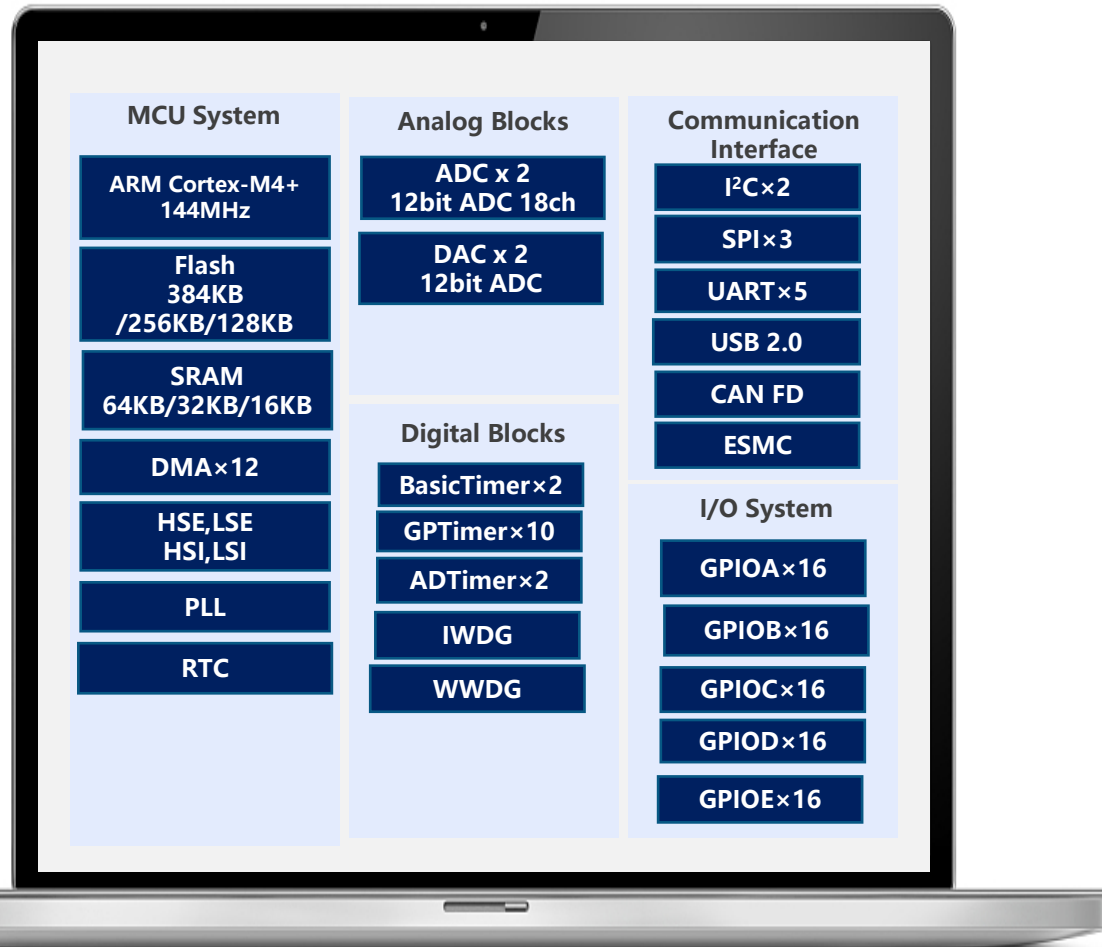 MCU System
ARM Cortex-M4+
144MHz
Flash
384KB
/256KB/128KB
SRAM
64KB/32KB/16KB
DMA×12
HSE,LSE
HSI,LSI
PLL
RTC
Analog Blocks
ADC x 2
12bit ADC 18ch
DAC x 2
12bit ADC
Digital Blocks
BasicTimer×2
GPTimer×10
ADTimer×2
IWDG
WWDG
Communication
Interface
I²C×2
SPI×3
UART×5
USB 2.0
CAN FD
ESMC
I/O System
GPIOA×16
GPIOB×16
GPIOC×16
GPIOD×16
GPIOE×16